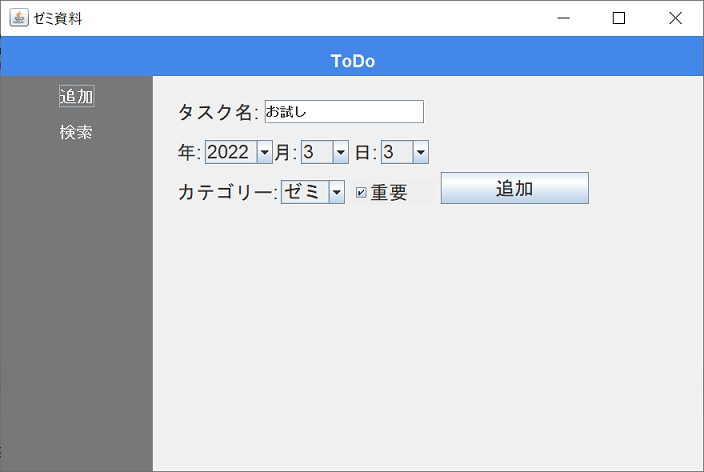 ゼミ資料
ToDo
追加
検索
タスク名: お試し
年: 2022 月: 3 日: 3
カテゴリー: ゼミ 重要 追加